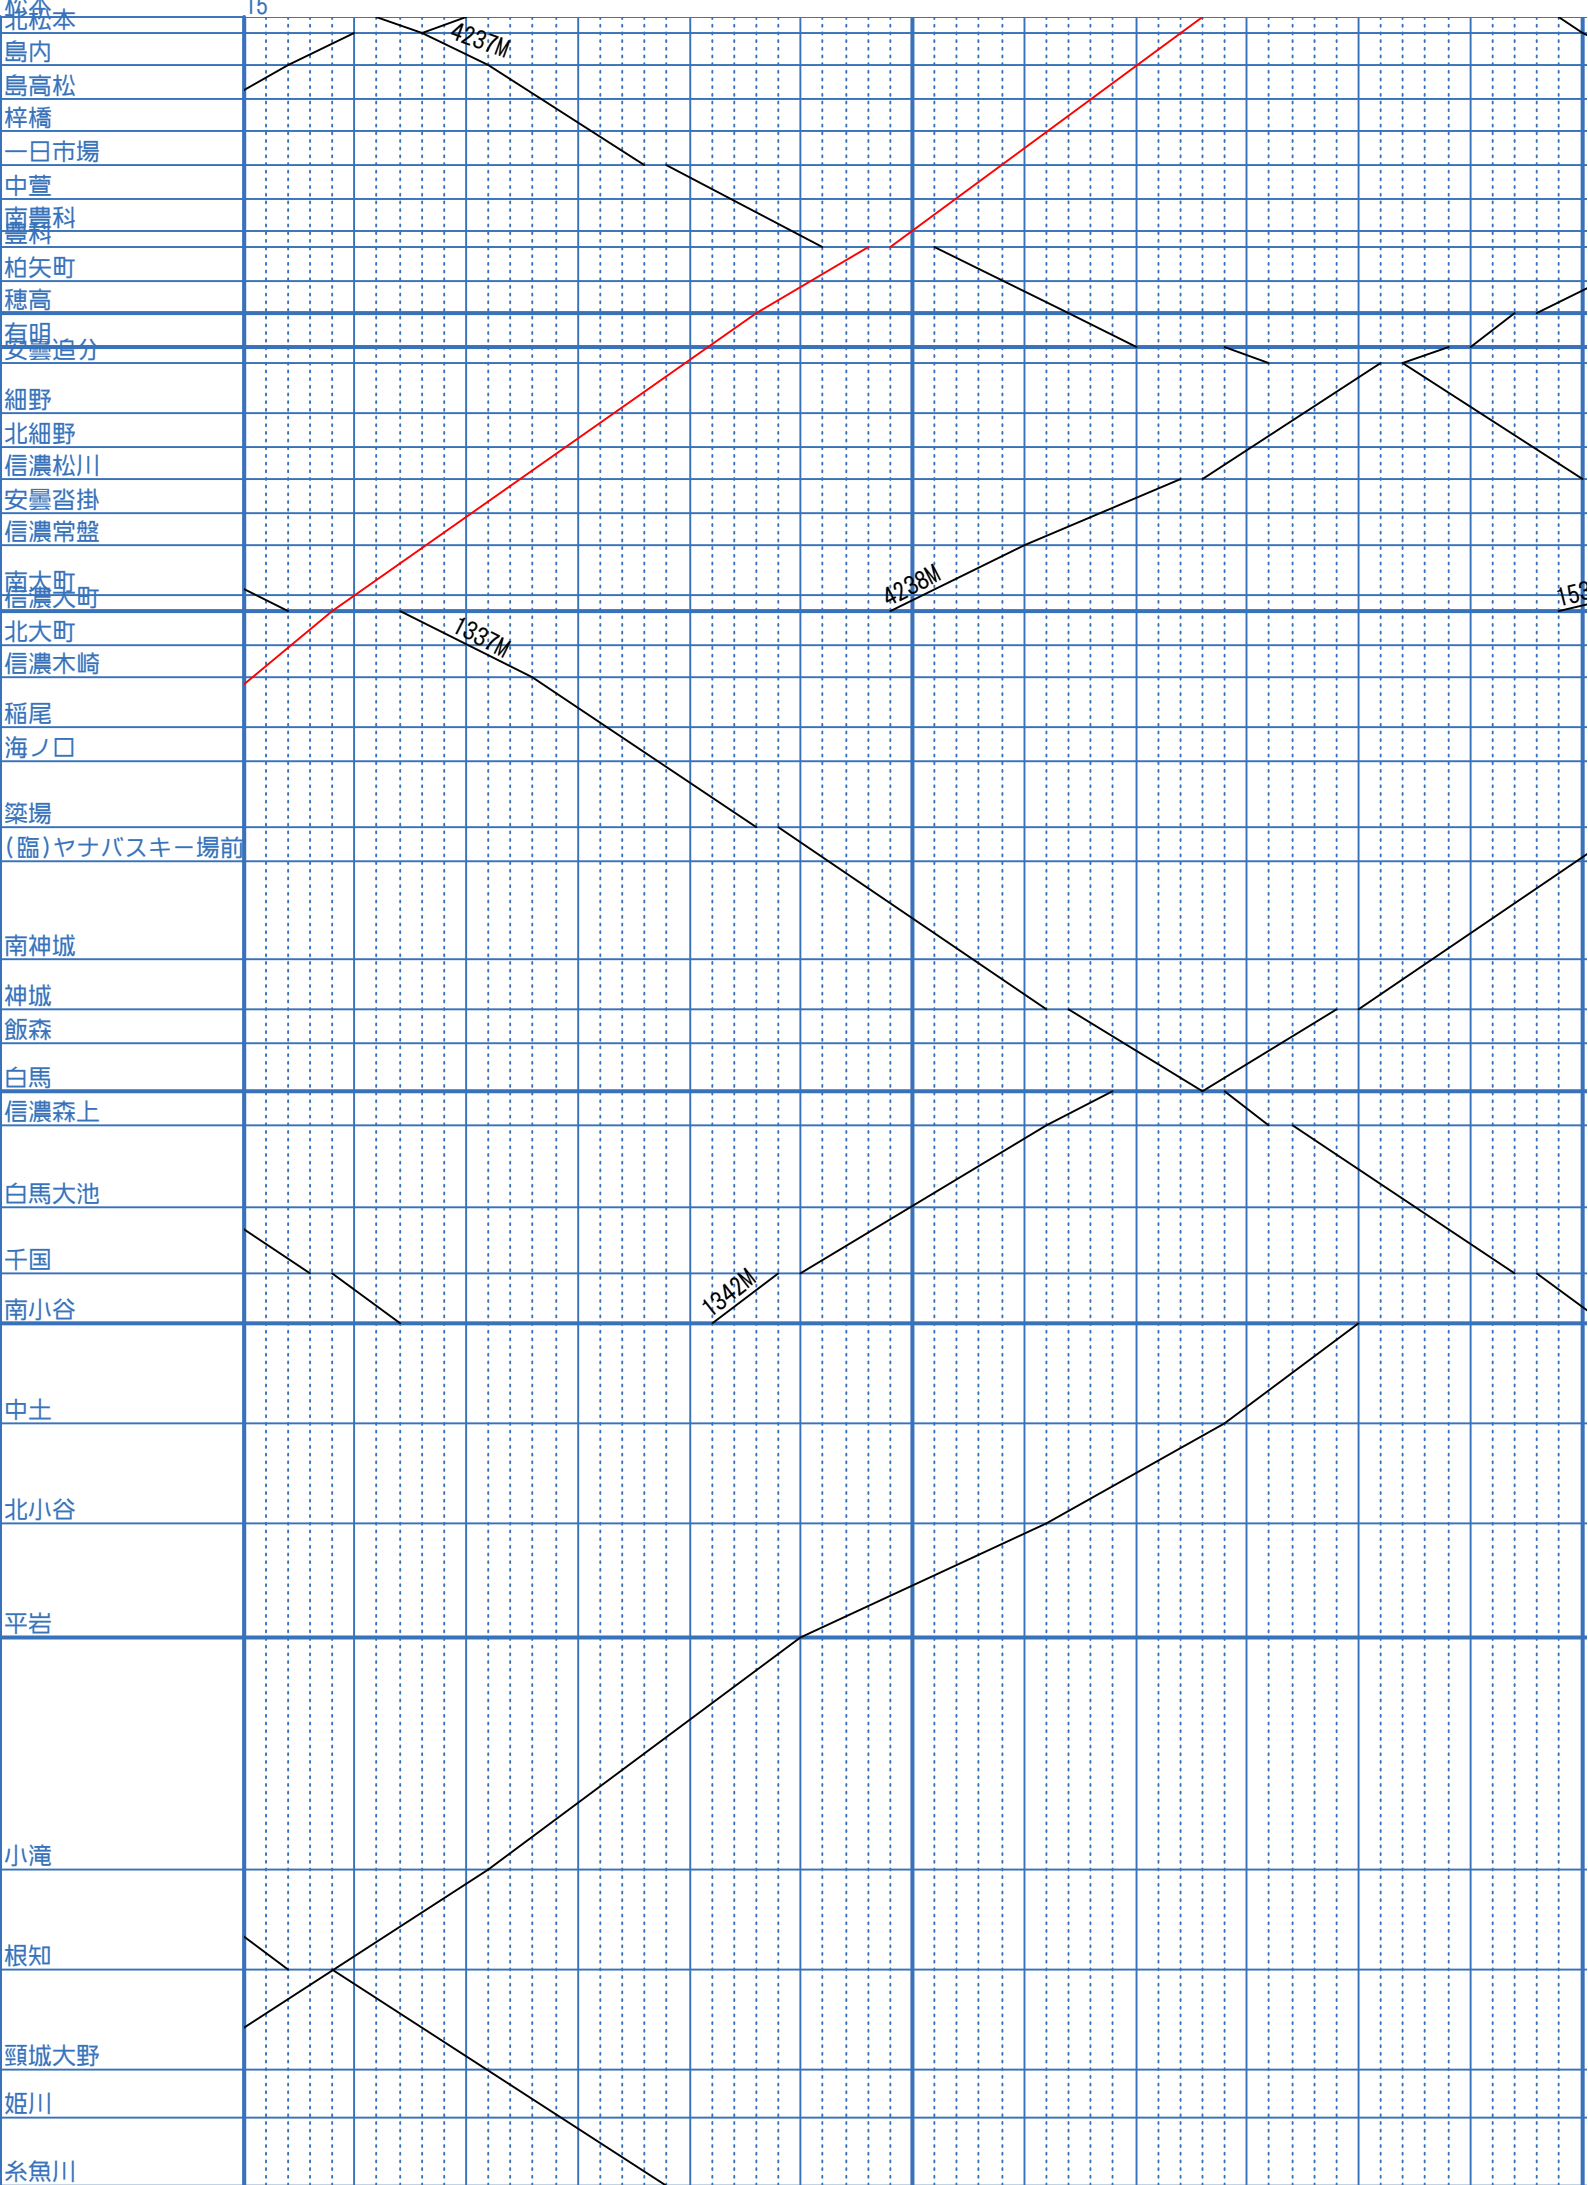 松本
15
北松本
4237M
島内
島高松
梓橋
一日市場
中萱
南豊科
豊科
柏矢町
穂高
有明
安曇追分
細野
北細野
信濃松川
安曇沓掛
信濃常盤
南大町
4238M
153
信濃大町
北大町
1337M
信濃木崎
稲尾
海ノ口
簗場
(臨)ヤナバスキー場前
南神城
神城
飯森
白馬
信濃森上
白馬大池
千国
1342M
南小谷
中土
北小谷
平岩
小滝
根知
頸城大野
姫川
糸魚川